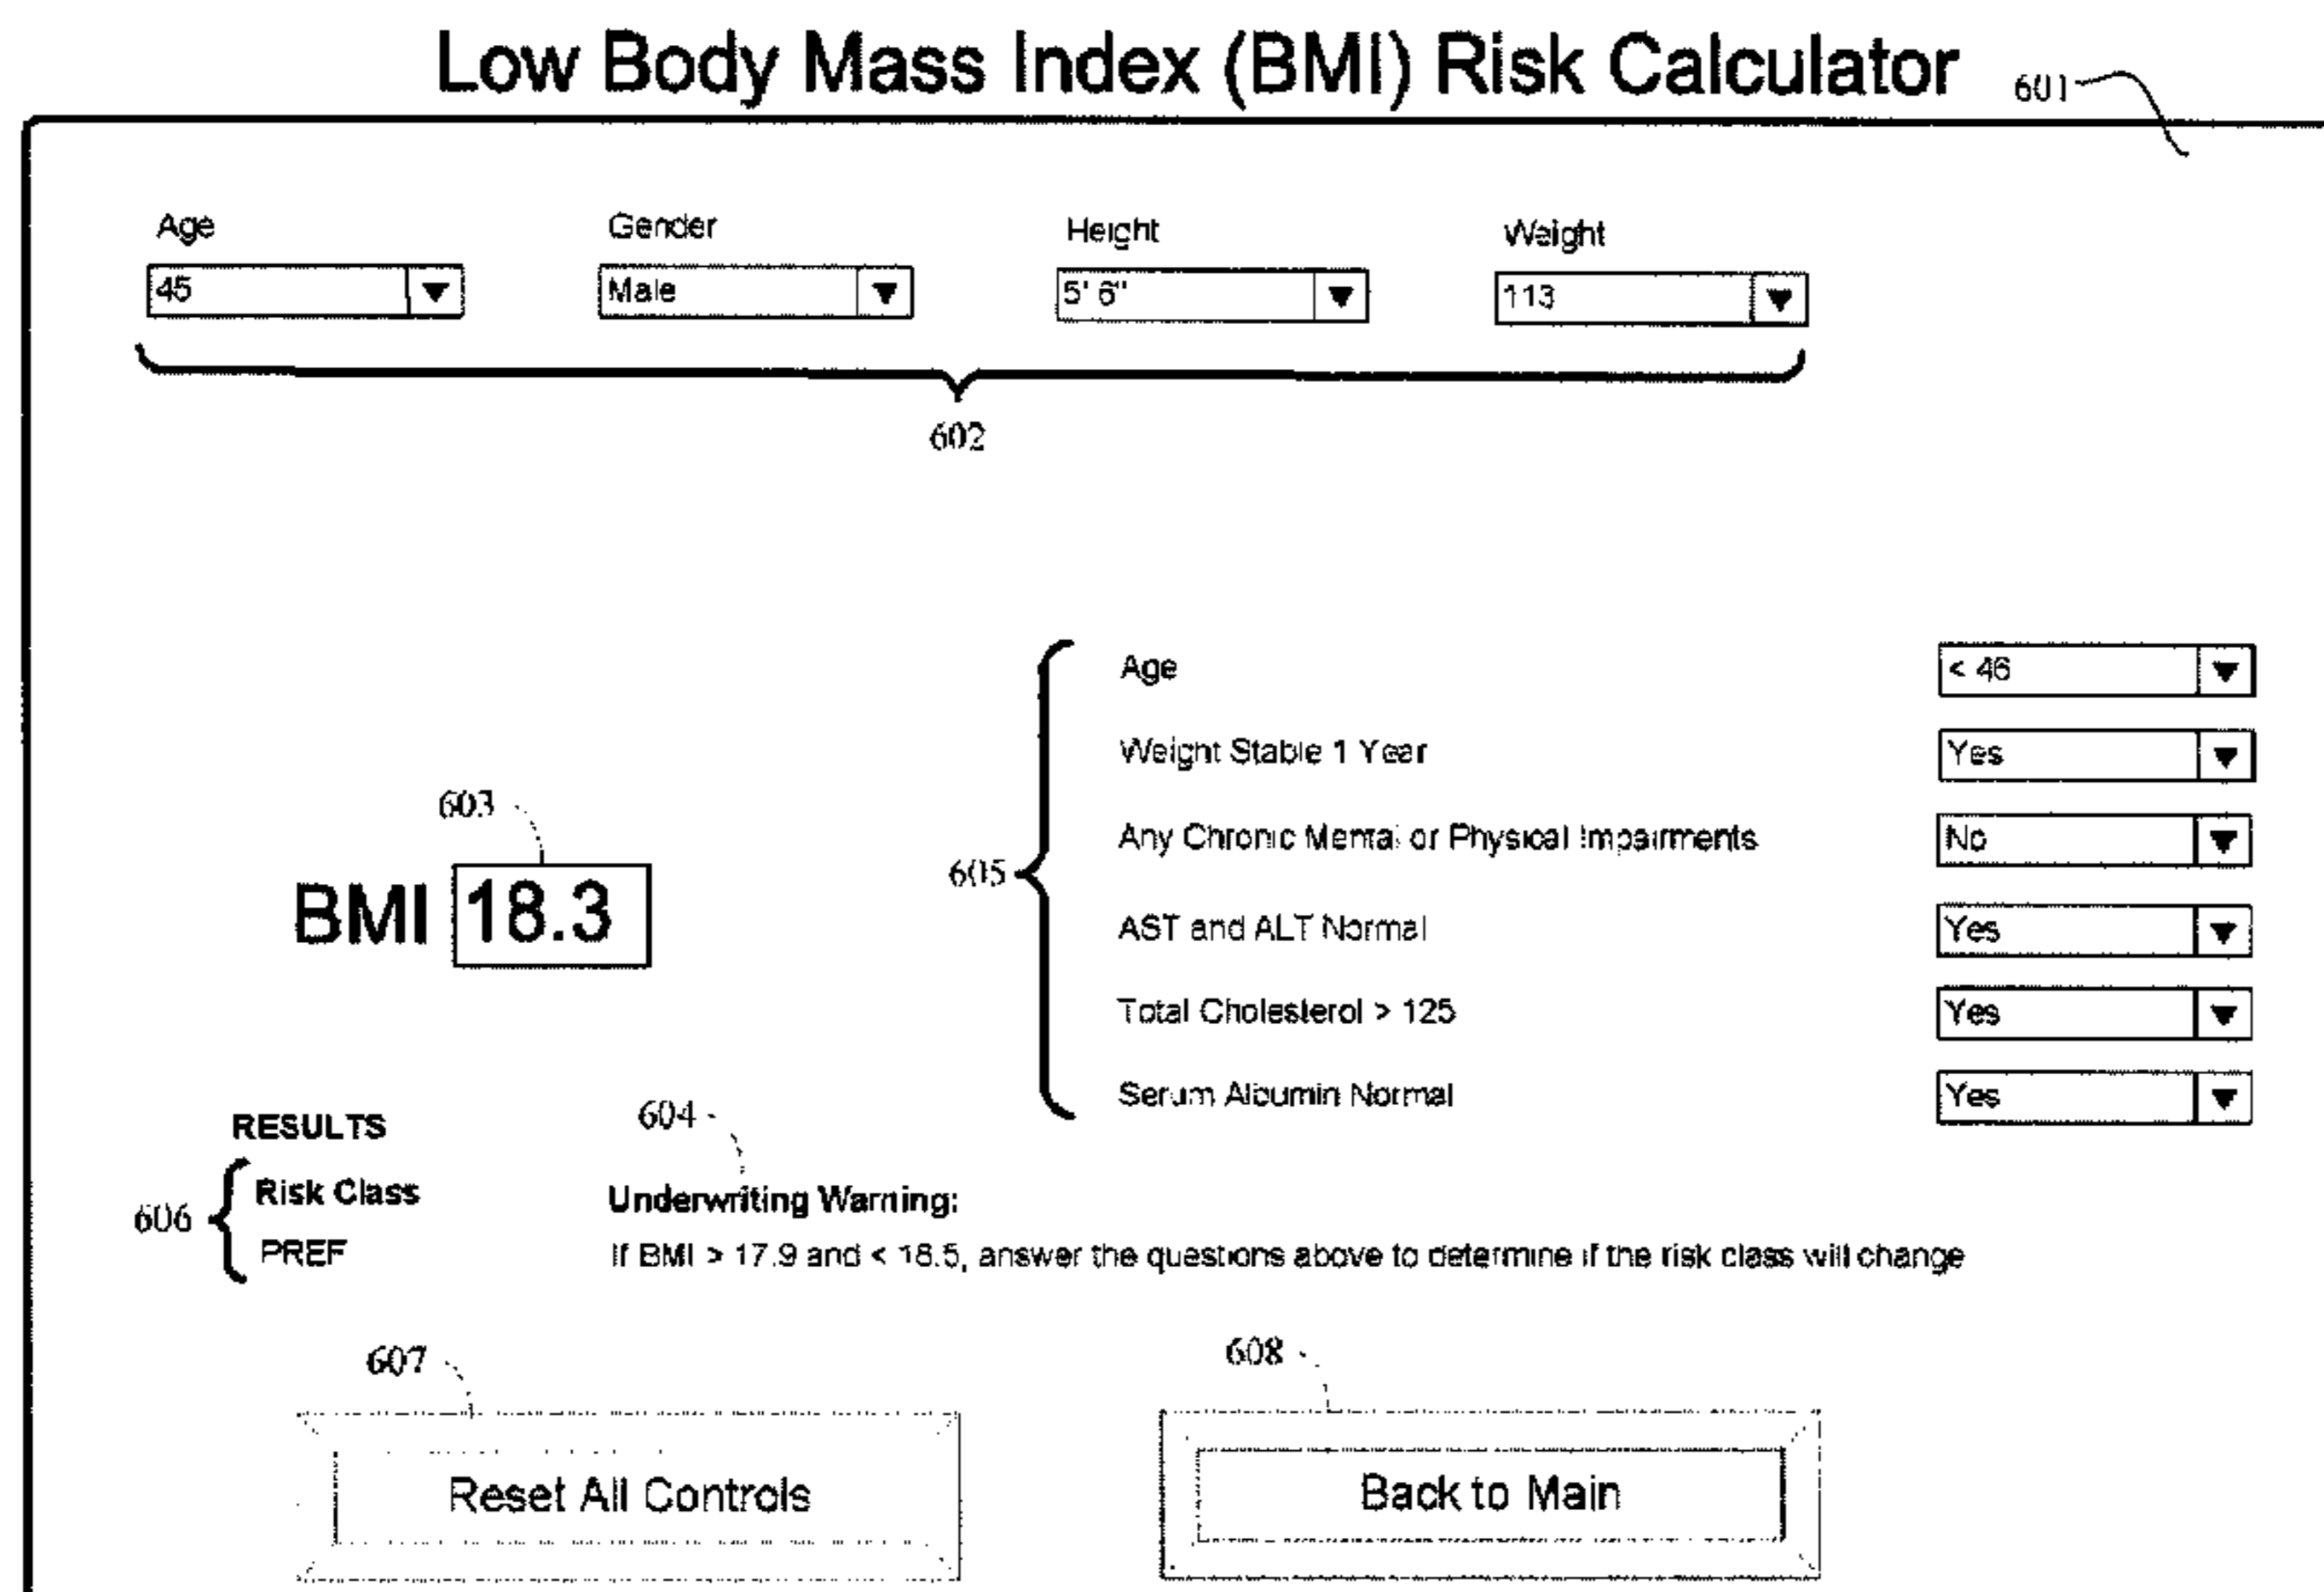 Low Body Mass Index (BMI) Risk Calculator
601
Age Gender Height Weight
45 Male 5' 6" 113
602
Age < 46
Weight Stable 1 Year Yes
603
Any Chronic Mental or Physical Impairments No
605
BMI 18.3
AST and ALT Normal Yes
Total Cholesterol > 125 Yes
Serum Albumin Normal Yes
RESULTS
604
606
Risk Class
PREF
Underwriting Warning:
If BMI > 17.9 and < 18.5, answer the questions above to determine if the risk class will change
607
608
Reset All Controls
Back to Main